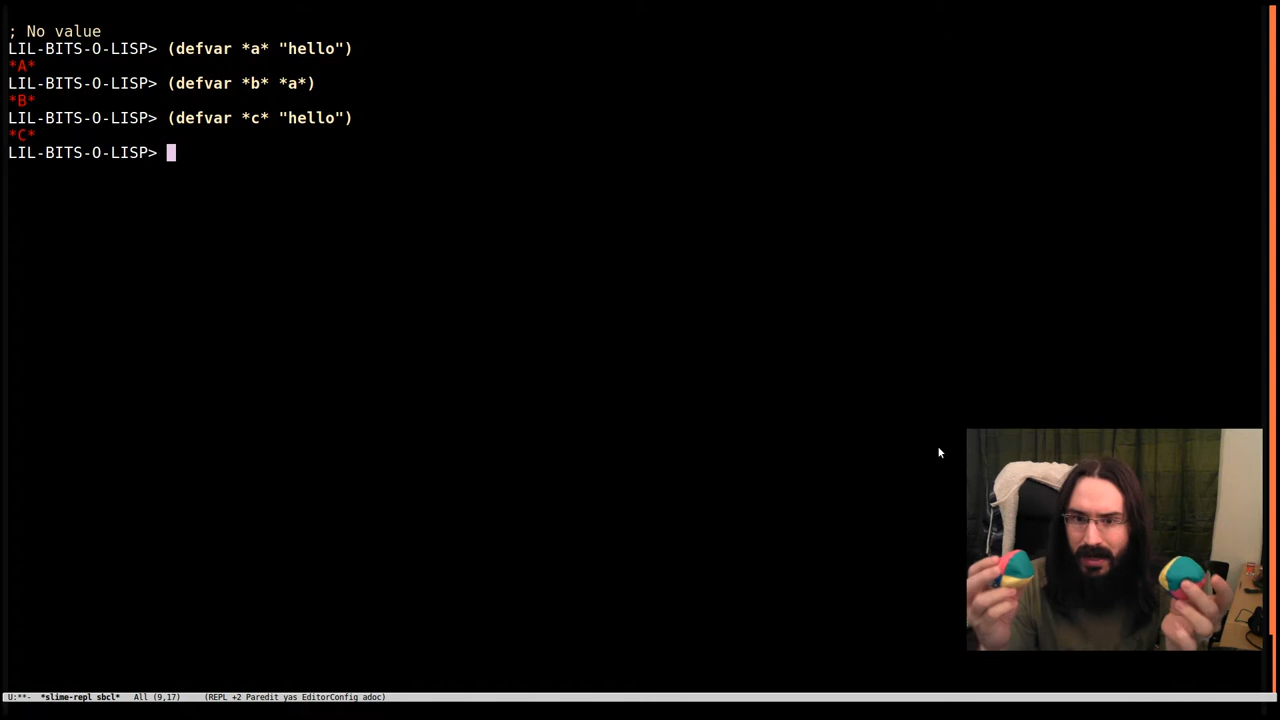 ; No value
LIL-BITS-O-LISP> (defvar *a* "hello")
*A*
LIL-BITS-O-LISP> (defvar *b* *a*)
*B*
LIL-BITS-O-LISP> (defvar *c* "hello")
*C*
LIL-BITS-O-LISP>
U:**-  *slime-repl sbcl*   All (9,17)     (REPL +2 Paredit yas EditorConfig adoc)